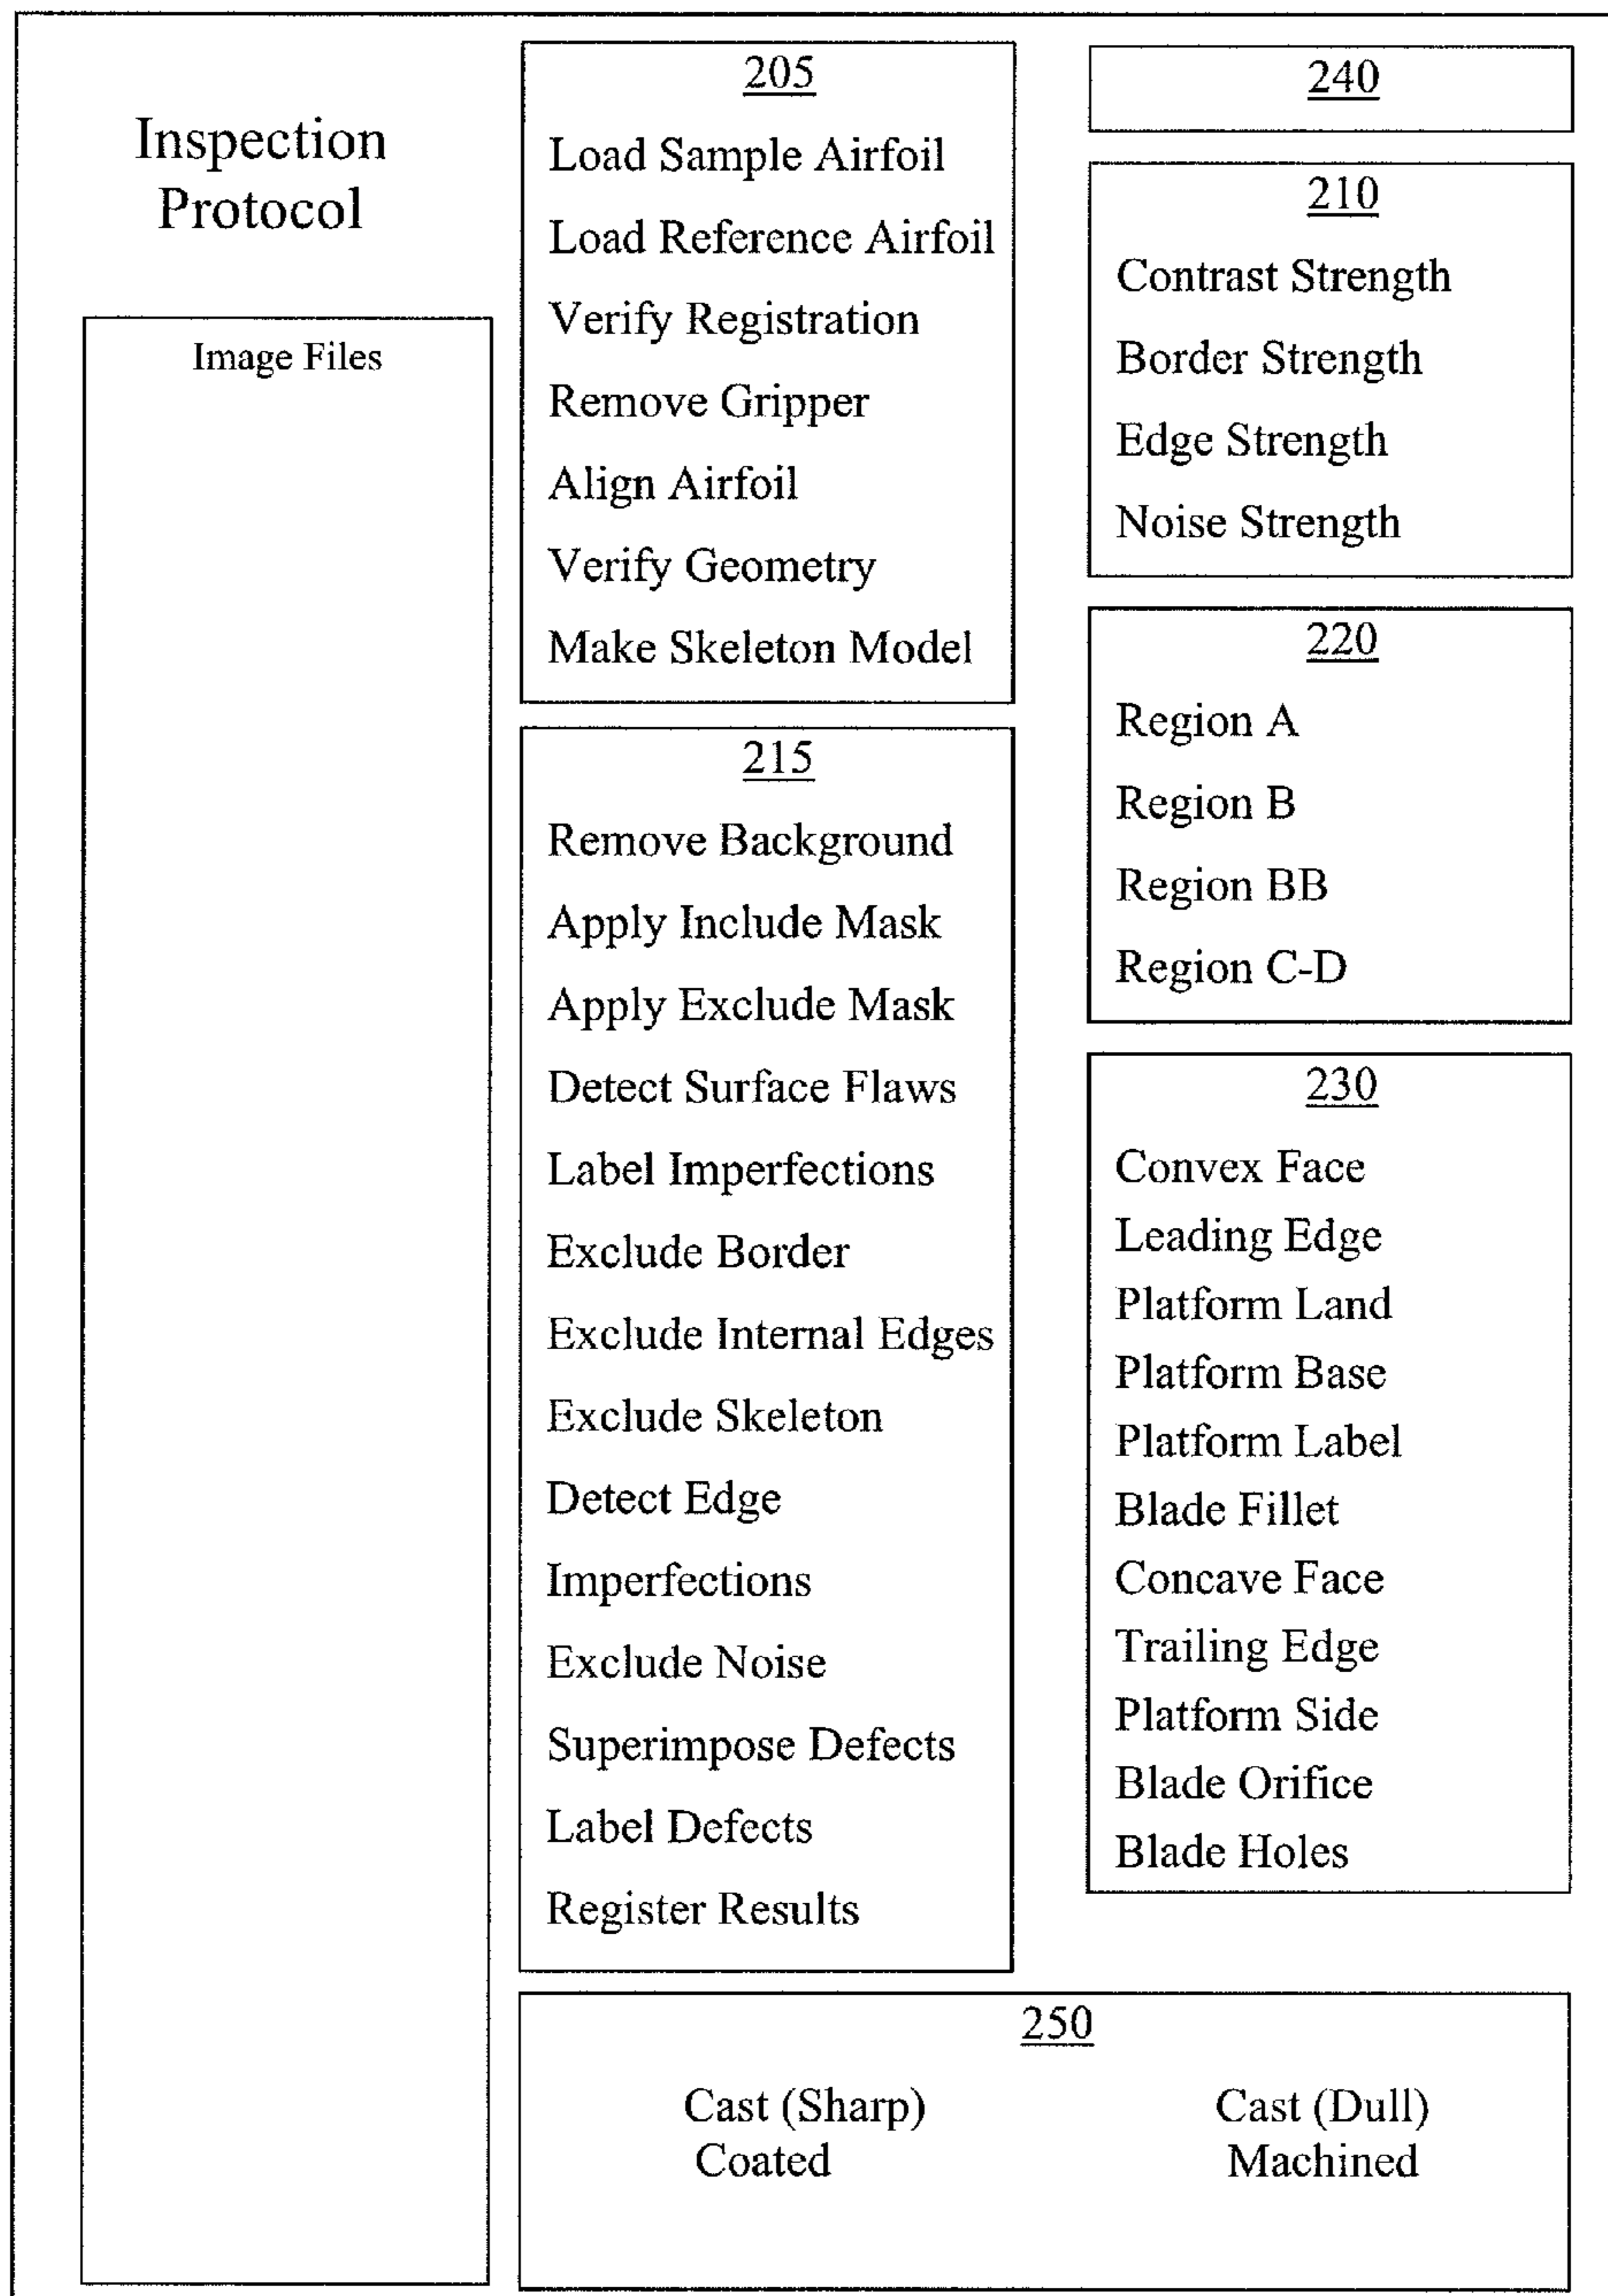 Inspection
Protocol
Image Files
205
Load Sample Airfoil
Load Reference Airfoil
Verify Registration
Remove Gripper
Align Airfoil
Verify Geometry
Make Skeleton Model
215
Remove Background
Apply Include Mask
Apply Exclude Mask
Detect Surface Flaws
Label Imperfections
Exclude Border
Exclude Internal Edges
Exclude Skeleton
Detect Edge
Imperfections
Exclude Noise
Superimpose Defects
Label Defects
Register Results
240
210
Contrast Strength
Border Strength
Edge Strength
Noise Strength
220
Region A
Region B
Region BB
Region C-D
230
Convex Face
Leading Edge
Platform Land
Platform Base
Platform Label
Blade Fillet
Concave Face
Trailing Edge
Platform Side
Blade Orifice
Blade Holes
250
Cast (Sharp) Cast (Dull)
Coated Machined